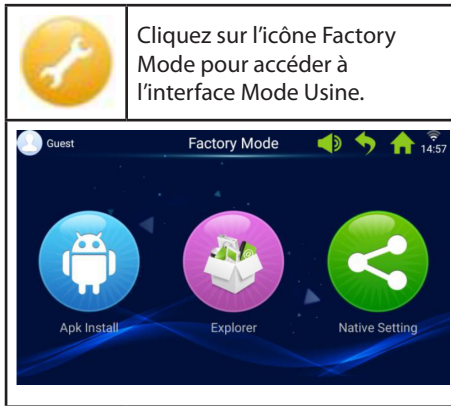 Cliquez sur l'icône Factory
Mode pour accéder à
l'interface Mode Usine.
Guest
Factory Mode
14:57
Apk Install
Explorer
Native Setting